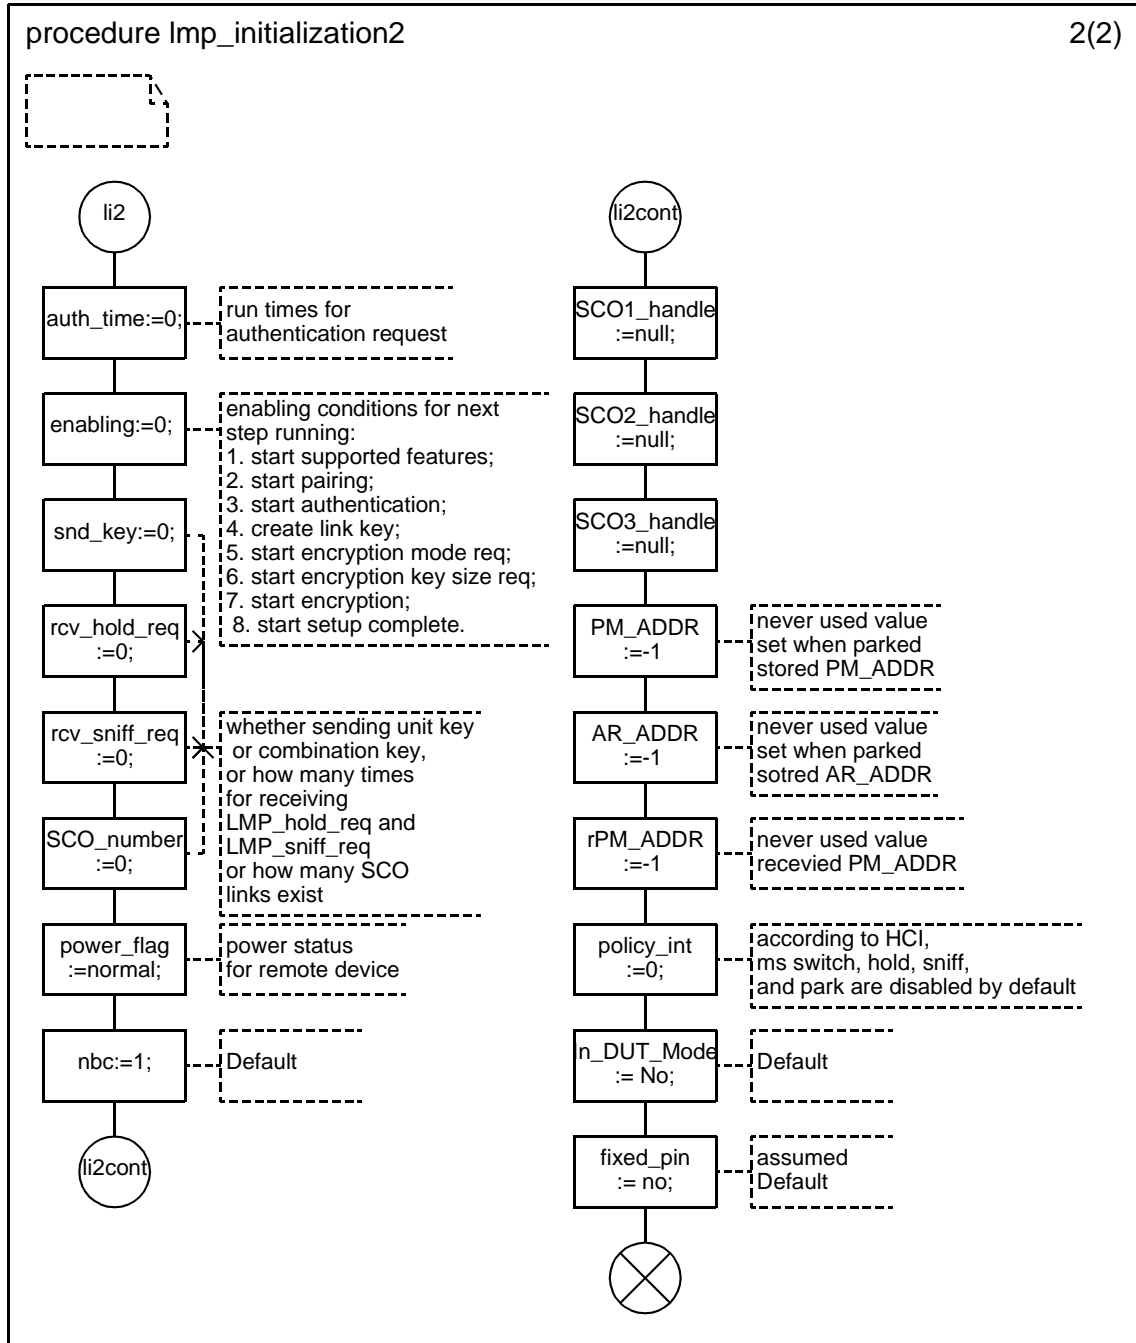 procedure lmp_initialization2
2(2)
li2
auth_time:=0;
run times for
authentication request
enabling:=0;
enabling conditions for next
step running:
1. start supported features;
2. start pairing;
3. start authentication;
4. create link key;
5. start encryption mode req;
6. start encryption key size req;
7. start encryption;
8. start setup complete.
snd_key:=0;
rcv_hold_req
:=0;
rcv_sniff_req
:=0;
whether sending unit key
or combination key,
or how many times
for receiving
LMP_hold_req and
LMP_sniff_req
or how many SCO
links exist
SCO_number
:=0;
power_flag
:=normal;
power status
for remote device
nbc:=1;
Default
li2cont
li2cont
SCO1_handle
:=null;
SCO2_handle
:=null;
SCO3_handle
:=null;
PM_ADDR
:=-1
never used value
set when parked
stored PM_ADDR
AR_ADDR
:=-1
never used value
set when parked
sotred AR_ADDR
rPM_ADDR
:=-1
never used value
recevied PM_ADDR
policy_int
:=0;
according to HCI,
ms switch, hold, sniff,
and park are disabled by default
In_DUT_Mode
:= No;
Default
fixed_pin
:= no;
assumed
Default